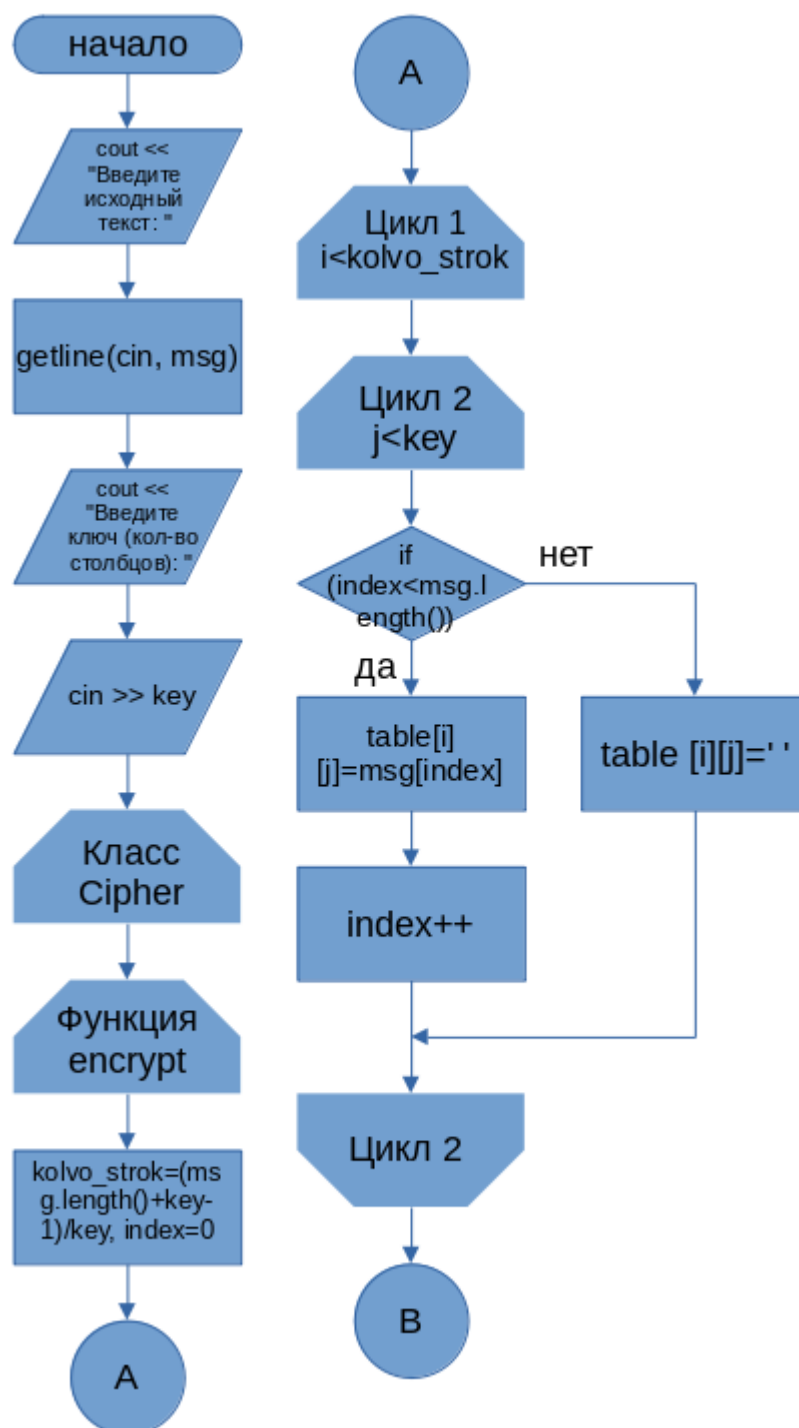 начало
cout <<
"Введите
исходный
текст: "
getline(cin, msg)
cout <<
"Введите
ключ (кол-во
столбцов): "
cin >> key
Класс
Cipher
Функция
encrypt
kolvo_strok=(ms
g.length()+key-
1)/key, index=0
A
A
Цикл 1
i<kolvo_strok
Цикл 2
j<key
if
(index<msg.l
ength())
нет
да
table[i]
[j]=msg[index]
table [i][j]=' '
index++
Цикл 2
B